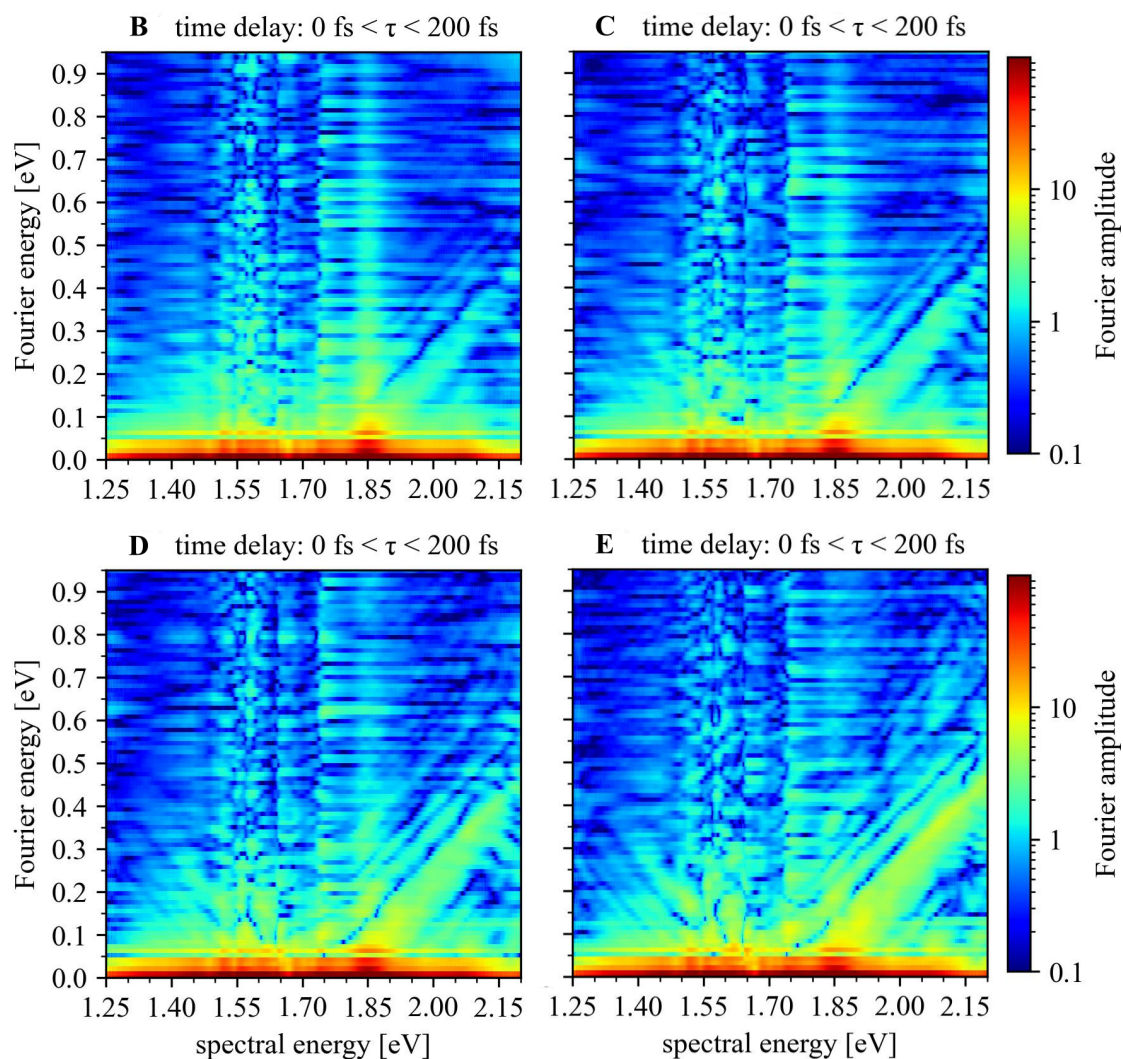 B time delay: 0 fs < τ < 200 fs
C time delay: 0 fs < τ < 200 fs
Fourier energy [eV]
0.9
0.8
0.7
0.6
0.5
0.4
0.3
0.2
0.1
0.0
1.25 1.40 1.55 1.70 1.85 2.00 2.15
1.25 1.40 1.55 1.70 1.85 2.00 2.15
10
1
0.1
Fourier amplitude
D time delay: 0 fs < τ < 200 fs
E time delay: 0 fs < τ < 200 fs
Fourier energy [eV]
0.9
0.8
0.7
0.6
0.5
0.4
0.3
0.2
0.1
0.0
1.25 1.40 1.55 1.70 1.85 2.00 2.15
spectral energy [eV]
1.25 1.40 1.55 1.70 1.85 2.00 2.15
spectral energy [eV]
10
1
0.1
Fourier amplitude